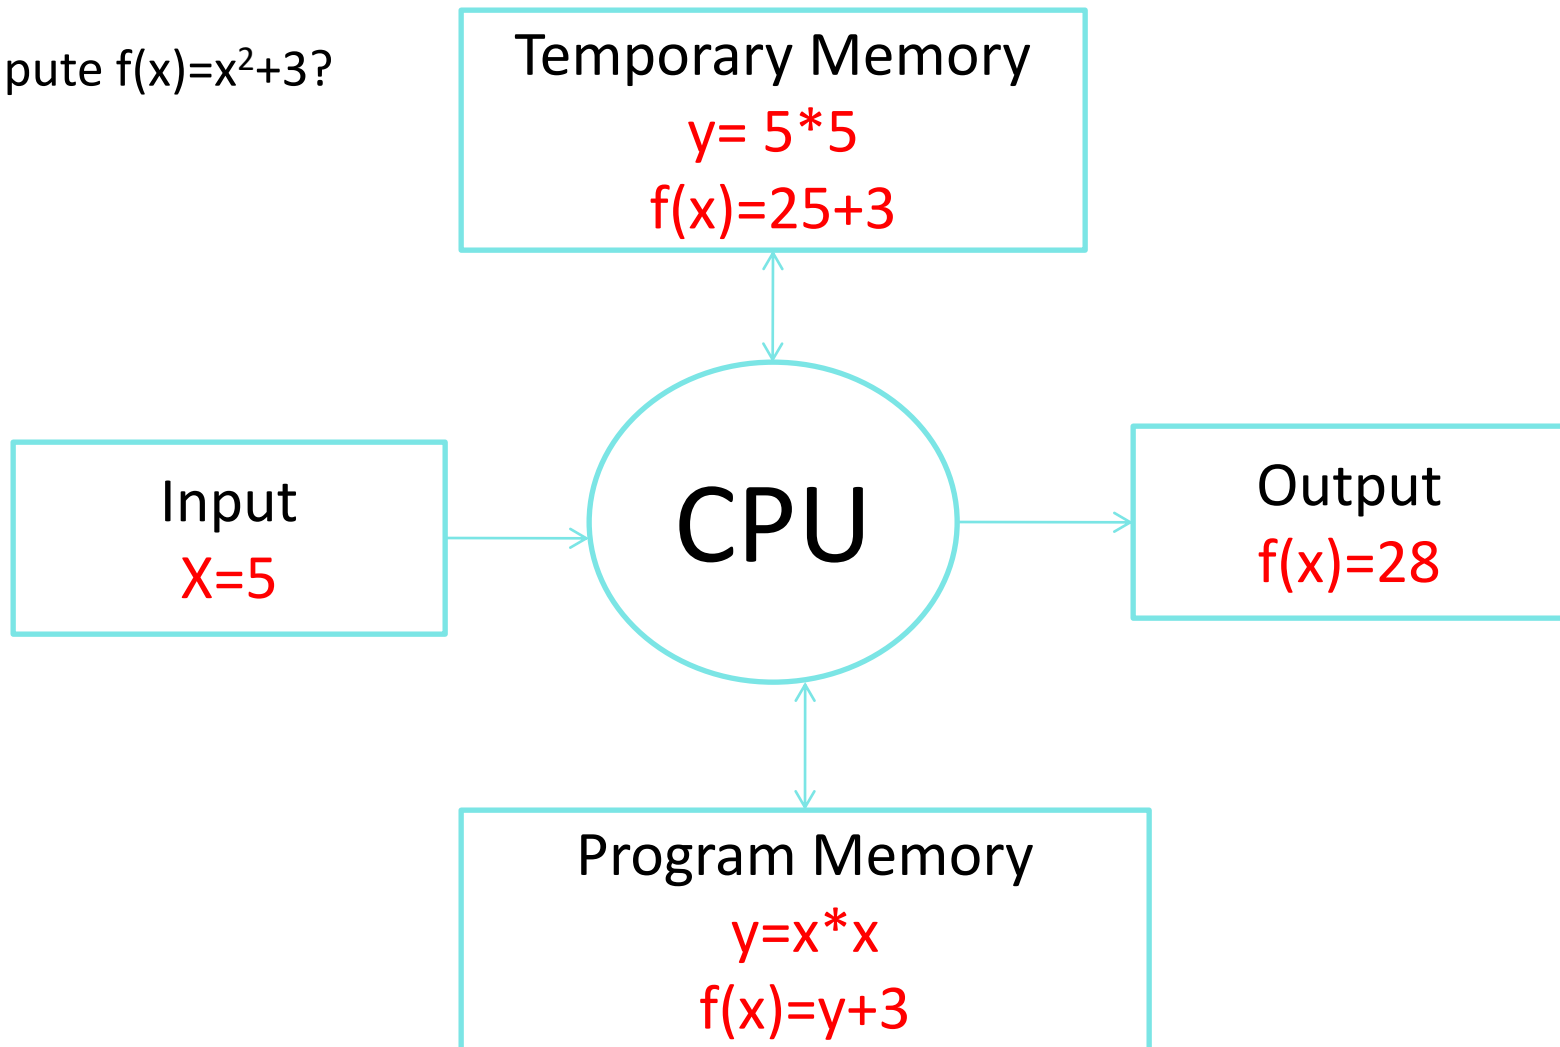 pute f(x)=x²+3?
Temporary Memory
y= 5*5
f(x)=25+3
Input
X=5
CPU
Output
f(x)=28
Program Memory
y=x*x
f(x)=y+3